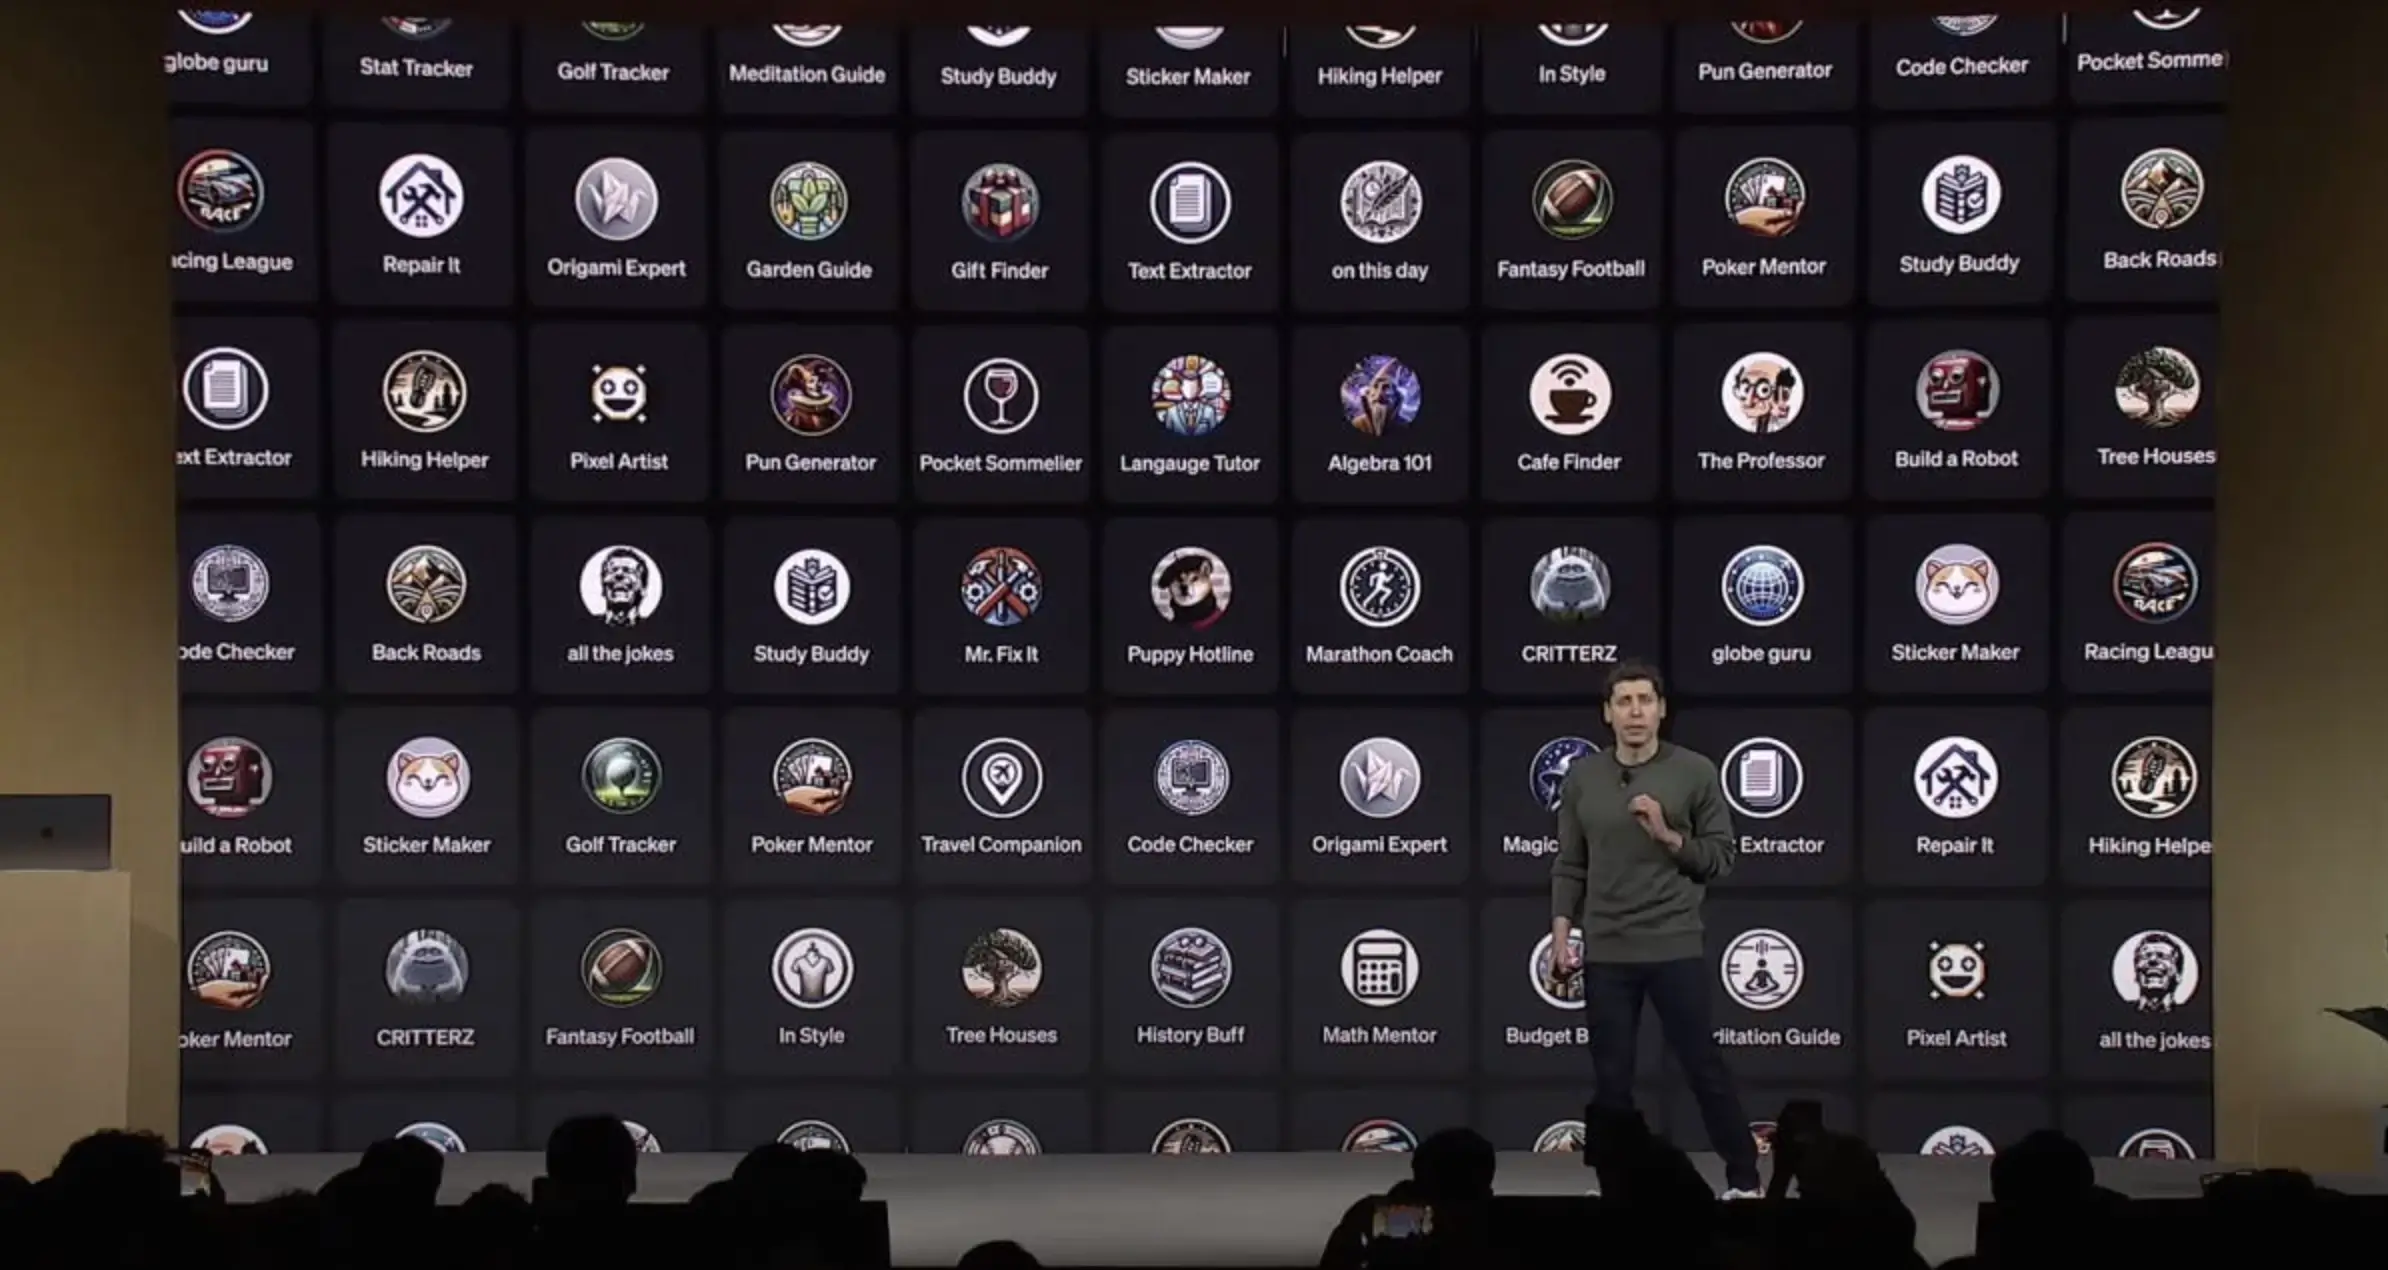 globe guru
Stat Tracker
Golf Tracker
Meditation Guide
Study Buddy
Sticker Maker
Hiking Helper
In Style
Pun Generator
Code Checker
Pocket Somme
RACE
acing League
Repair It
Origami Expert
Garden Guide
Gift Finder
Text Extractor
on this day
Fantasy Football
Poker Mentor
Study Buddy
Back Roads
ext Extractor
Hiking Helper
Pixel Artist
Pun Generator
Pocket Sommelier
Langauge Tutor
Algebra 101
Cafe Finder
The Professor
Build a Robot
Tree Houses
ode Checker
Back Roads
all the jokes
Study Buddy
Mr. Fix It
Puppy Hotline
Marathon Coach
CRITTERZ
globe guru
Sticker Maker
RACE
Racing Leagu
uild a Robot
Sticker Maker
Golf Tracker
Poker Mentor
Travel Companion
Code Checker
Origami Expert
Magic
Extractor
Repair It
Hiking Helpe
oker Mentor
CRITTERZ
Fantasy Football
In Style
Tree Houses
History Buff
Math Mentor
Budget B
ditation Guide
Pixel Artist
all the jokes